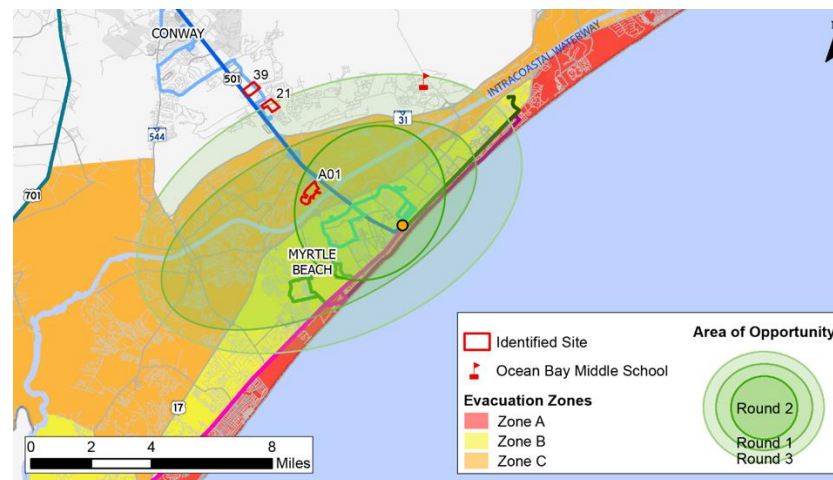 CONWAY
39
501
21
INTRACOASTAL WATERWAY
31
544
A01
701
MYRTLE
BEACH
17
0 2 4 8
Miles
Identified Site
Ocean Bay Middle School
Evacuation Zones
Zone A
Zone B
Zone C
Area of Opportunity
Round 2
Round 1
Round 3